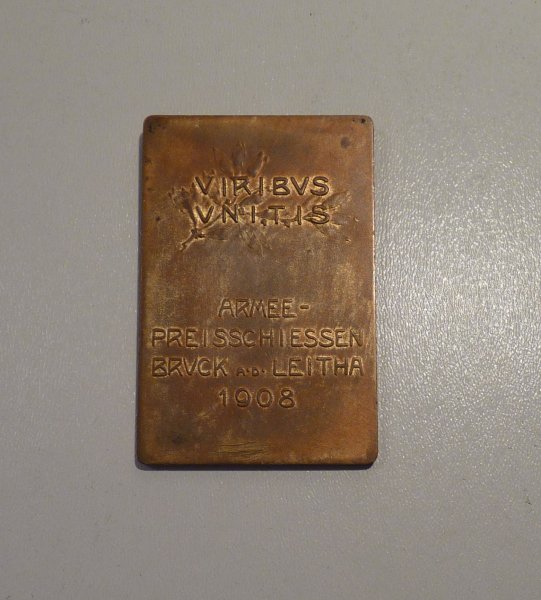 VIRIBVS
VNITIS
ARMEE-
PREISSCHIESSEN
BRVCK A.D. LEITHA
1908